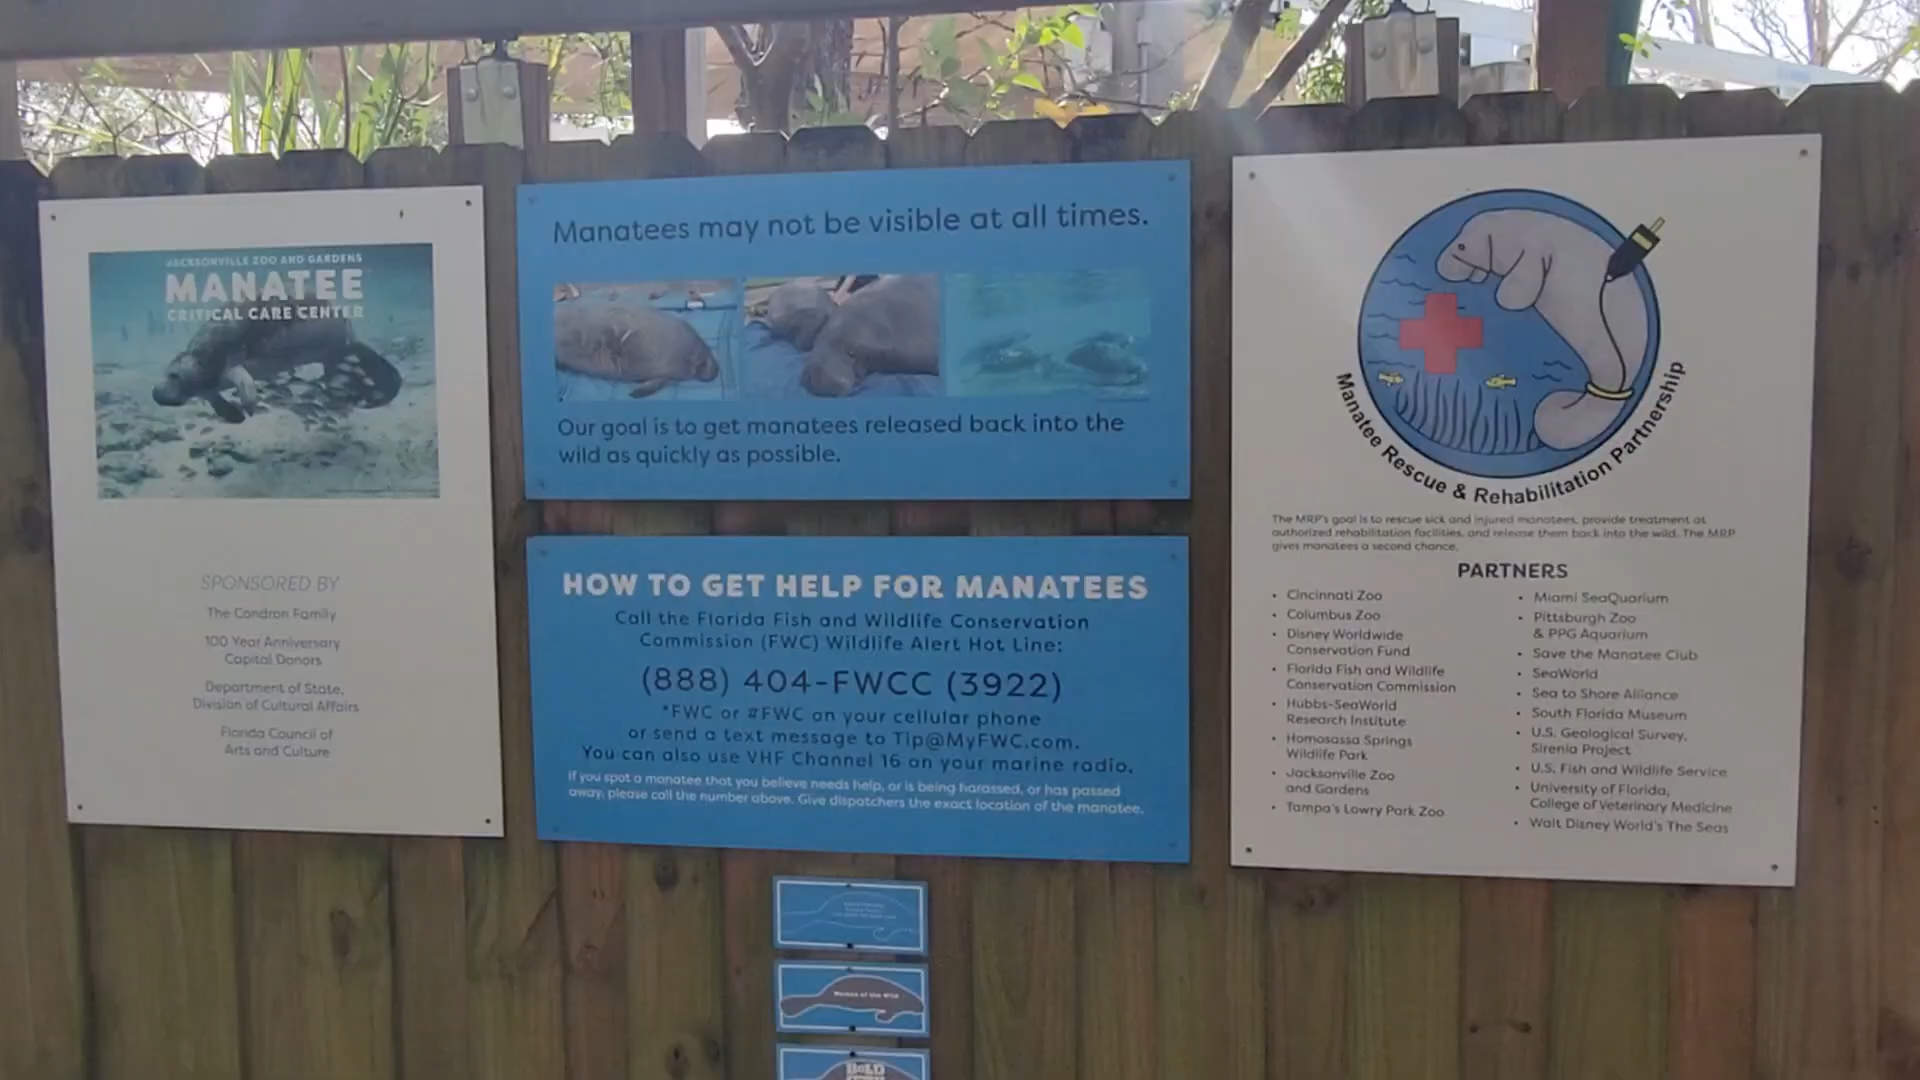 JACKSONVILLE ZOO AND GARDENS
MANATEE
CRITICAL CARE CENTER
SPONSORED BY
The Condron Family
100 Year Anniversary
Capital Donors
Department of State,
Division of Cultural Affairs
Florida Council of
Arts and Culture
Manatees may not be visible at all times.
Our goal is to get manatees released back into the
wild as quickly as possible.
HOW TO GET HELP FOR MANATEES
Call the Florida Fish and Wildlife Conservation
Commission (FWC) Wildlife Alert Hot Line:
(888) 404-FWCC (3922)
*FWC or #FWC on your cellular phone
or send a text message to Tip@MyFWC.com.
You can also use VHF Channel 16 on your marine radio.
If you spot a manatee that you believe needs help, or is being harassed, or has passed
away, please call the number above. Give dispatchers the exact location of the manatee.
Women of the Wild
BOLD
Manatee Rescue & Rehabilitation Partnership
The MRP's goal is to rescue sick and injured manatees, provide treatment at
authorized rehabilitation facilities, and release them back into the wild. The MRP
gives manatees a second chance.
PARTNERS
• Cincinnati Zoo
• Columbus Zoo
• Disney Worldwide
Conservation Fund
• Florida Fish and Wildlife
Conservation Commission
• Hubbs-SeaWorld
Research Institute
• Homosassa Springs
Wildlife Park
• Jacksonville Zoo
and Gardens
• Tampa's Lowry Park Zoo
• Miami SeaQuarium
• Pittsburgh Zoo
& PPG Aquarium
• Save the Manatee Club
• SeaWorld
• Sea to Shore Alliance
• South Florida Museum
• U.S. Geological Survey,
Sirenia Project
• U.S. Fish and Wildlife Service
• University of Florida,
College of Veterinary Medicine
• Walt Disney World's The Seas